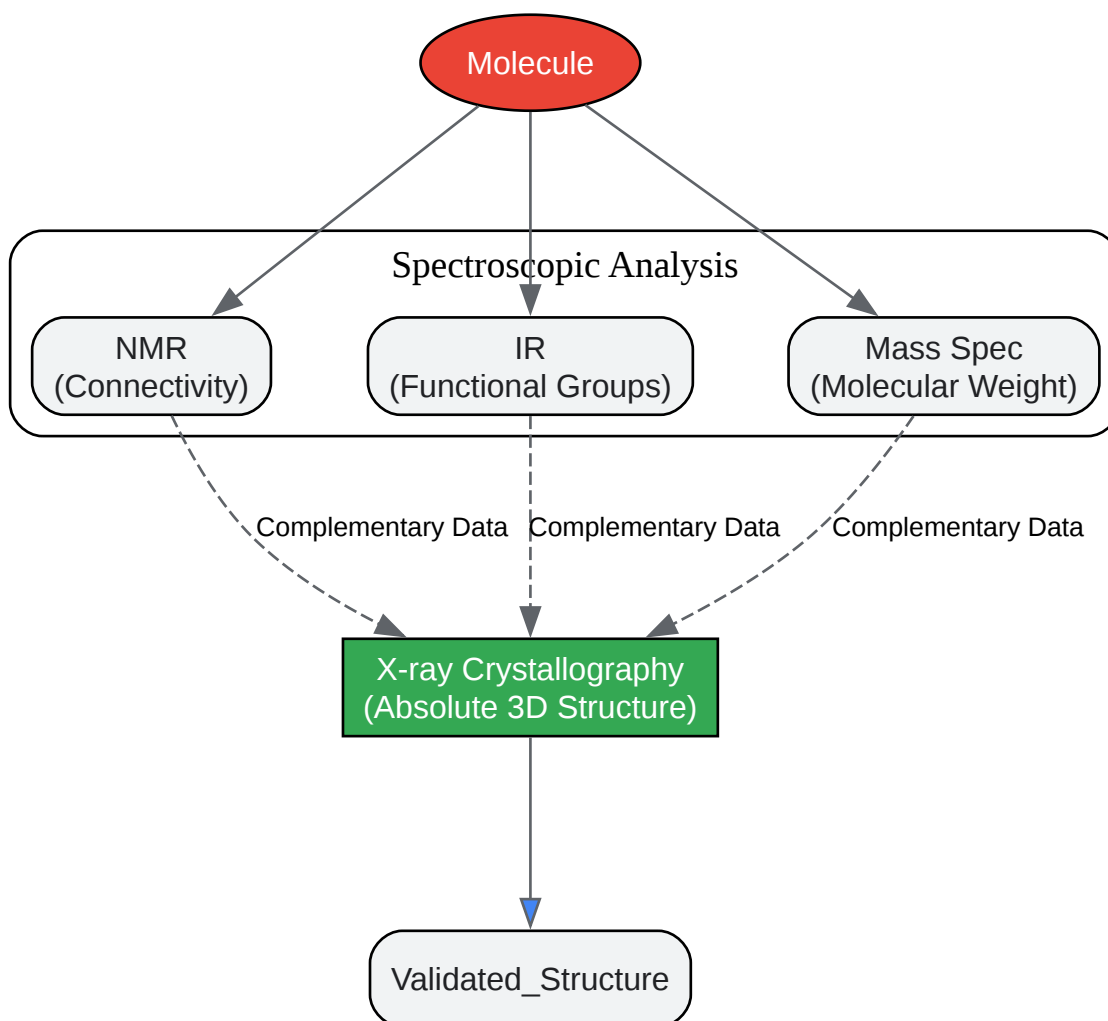 Molecule
Spectroscopic Analysis
NMR
(Connectivity)
IR
(Functional Groups)
Mass Spec
(Molecular Weight)
Complementary Data
Complementary Data
Complementary Data
X-ray Crystallography
(Absolute 3D Structure)
Validated_Structure